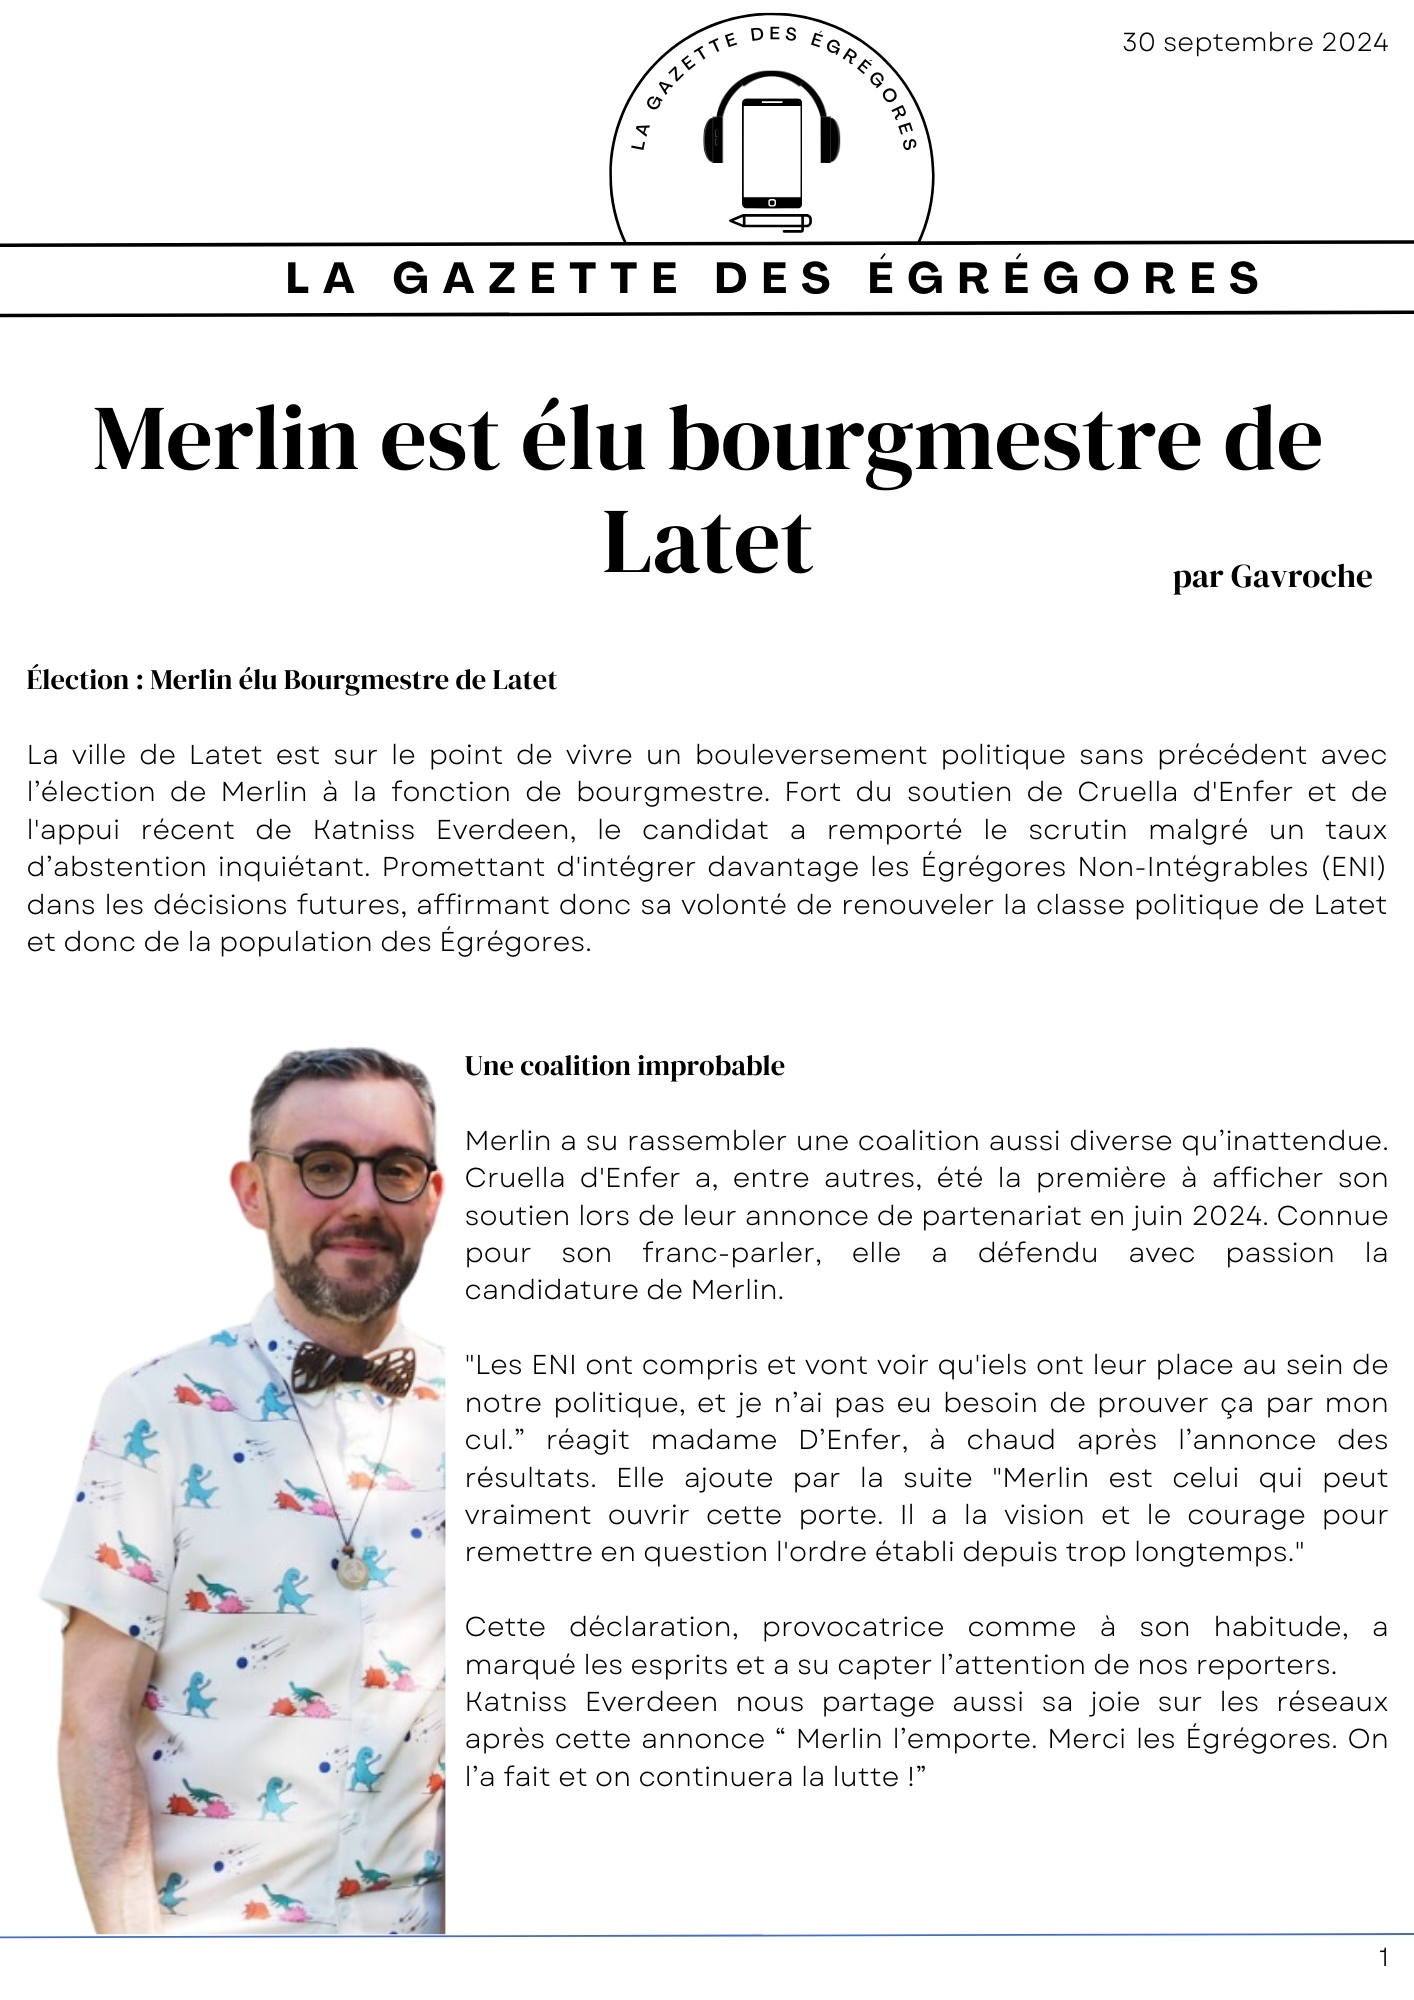 30 septembre 2024
LA GAZETTE DES ÉGRÉGORES
LA GAZETTE DES ÉGRÉGORES
Merlin est élu bourgmestre de
Latet
par Gavroche
Élection : Merlin élu Bourgmestre de Latet
La ville de Latet est sur le point de vivre un bouleversement politique sans précédent avec
l’élection de Merlin à la fonction de bourgmestre. Fort du soutien de Cruella d'Enfer et de
l'appui récent de Katniss Everdeen, le candidat a remporté le scrutin malgré un taux
d’abstention inquiétant. Promettant d'intégrer davantage les Égrégores Non-Intégrables (ENI)
dans les décisions futures, affirmant donc sa volonté de renouveler la classe politique de Latet
et donc de la population des Égrégores.
Une coalition improbable
Merlin a su rassembler une coalition aussi diverse qu’inattendue.
Cruella d'Enfer a, entre autres, été la première à afficher son
soutien lors de leur annonce de partenariat en juin 2024. Connue
pour son franc-parler, elle a défendu avec passion la
candidature de Merlin.
"Les ENI ont compris et vont voir qu'iels ont leur place au sein de
notre politique, et je n’ai pas eu besoin de prouver ça par mon
cul.” réagit madame D’Enfer, à chaud après l’annonce des
résultats. Elle ajoute par la suite "Merlin est celui qui peut
vraiment ouvrir cette porte. Il a la vision et le courage pour
remettre en question l'ordre établi depuis trop longtemps."
Cette déclaration, provocatrice comme à son habitude, a
marqué les esprits et a su capter l’attention de nos reporters.
Katniss Everdeen nous partage aussi sa joie sur les réseaux
après cette annonce “ Merlin l’emporte. Merci les Égrégores. On
l’a fait et on continuera la lutte !”
1